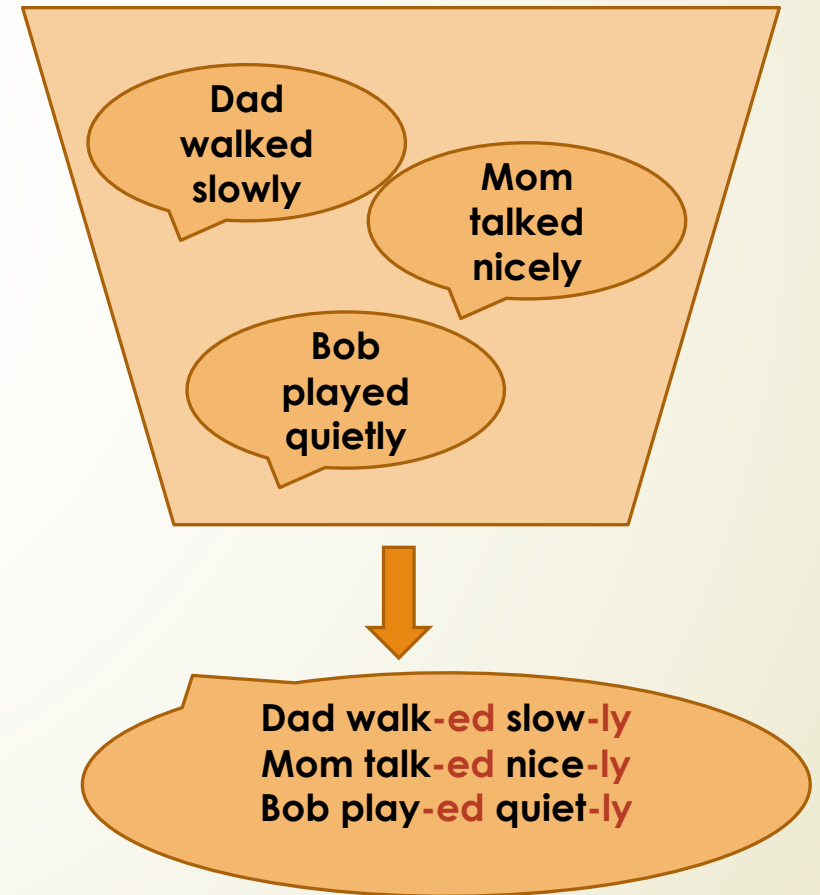 Dad
walked
slowly
Mom
talked
nicely
Bob
played
quietly
Dad walk-ed slow-ly
Mom talk-ed nice-ly
Bob play-ed quiet-ly